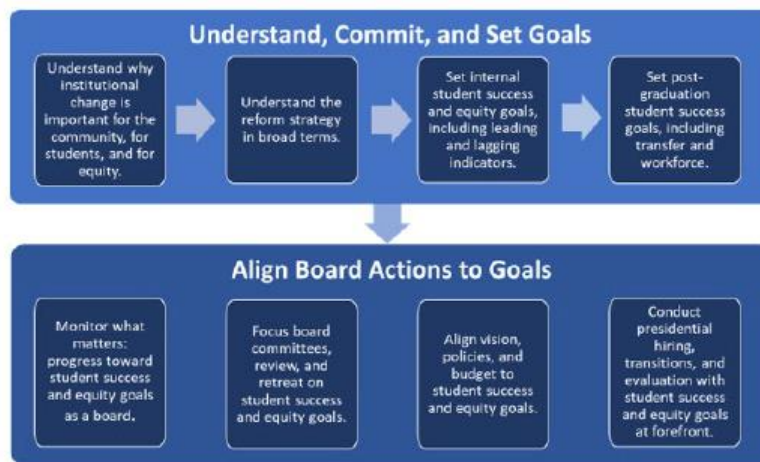 Understand, Commit, and Set Goals
Understand why
institutional
change is
important for the
community, for
students, and for
equity.
Understand the
reform strategy
in broad terms.
Set internal
student success
and equity goals,
including leading
and lagging
indicators.
Set post-
graduation
student success
goals, including
transfer and
workforce.
Align Board Actions to Goals
Monitor what
matters:
progress toward
student success
and equity goals
as a board.
Focus board
committees,
review, and
retreat on
student success
and equity goals.
Align vision,
policies, and
budget to
student success
and equity goals.
Conduct
presidential
hiring,
transitions, and
evaluation with
student success
and equity goals
at forefront.